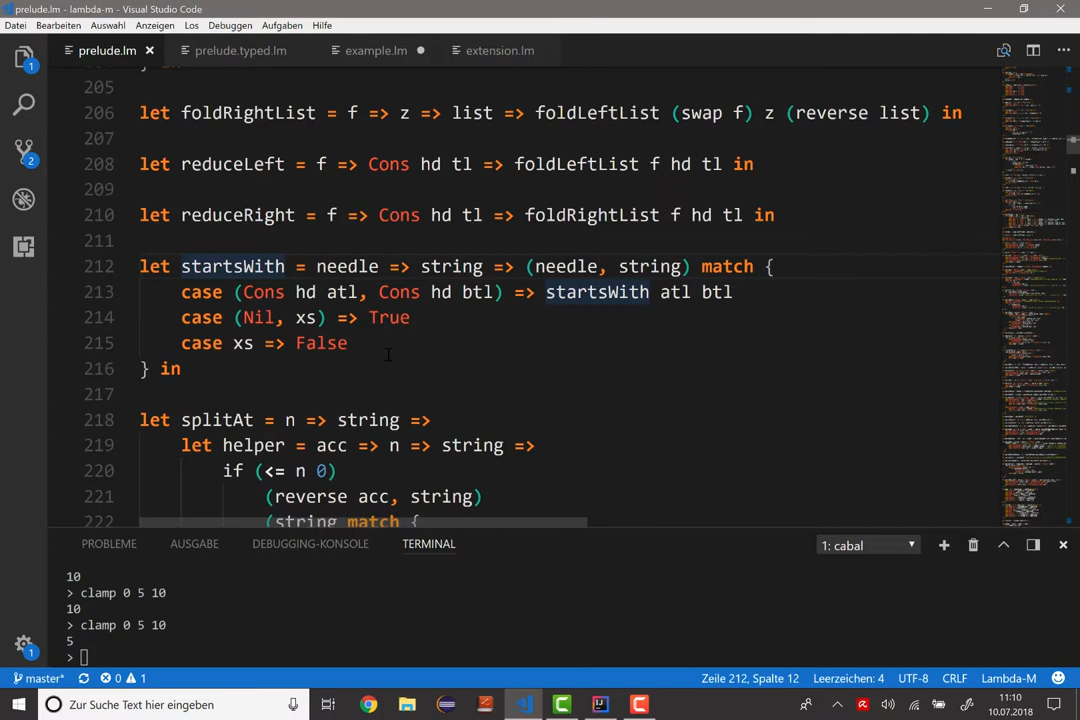 prelude.lm - lambda-m - Visual Studio Code
Datei Bearbeiten Auswahl Anzeigen Los Debuggen Aufgaben Hilfe
prelude.lm prelude.typed.lm example.lm extension.lm
205
206 let foldRightList = f => z => list => foldLeftList (swap f) z (reverse list) in
207
208 let reduceLeft = f => Cons hd tl => foldLeftList f hd tl in
209
210 let reduceRight = f => Cons hd tl => foldRightList f hd tl in
211
212 let startsWith = needle => string => (needle, string) match {
213 case (Cons hd atl, Cons hd btl) => startsWith atl btl
214 case (Nil, xs) => True
215 case xs => False
216 } in
217
218 let splitAt = n => string =>
219 let helper = acc => n => string =>
220 if (<= n 0)
221 (reverse acc, string)
222 (string match {
PROBLEME AUSGABE DEBUGGING-KONSOLE TERMINAL 1: cabal
10
> clamp 0 5 10
10
> clamp 0 5 10
5
>
master* 0 1 Zeile 212, Spalte 12 Leerzeichen: 4 UTF-8 CRLF Lambda-M
Zur Suche Text hier eingeben
11:10
10.07.2018